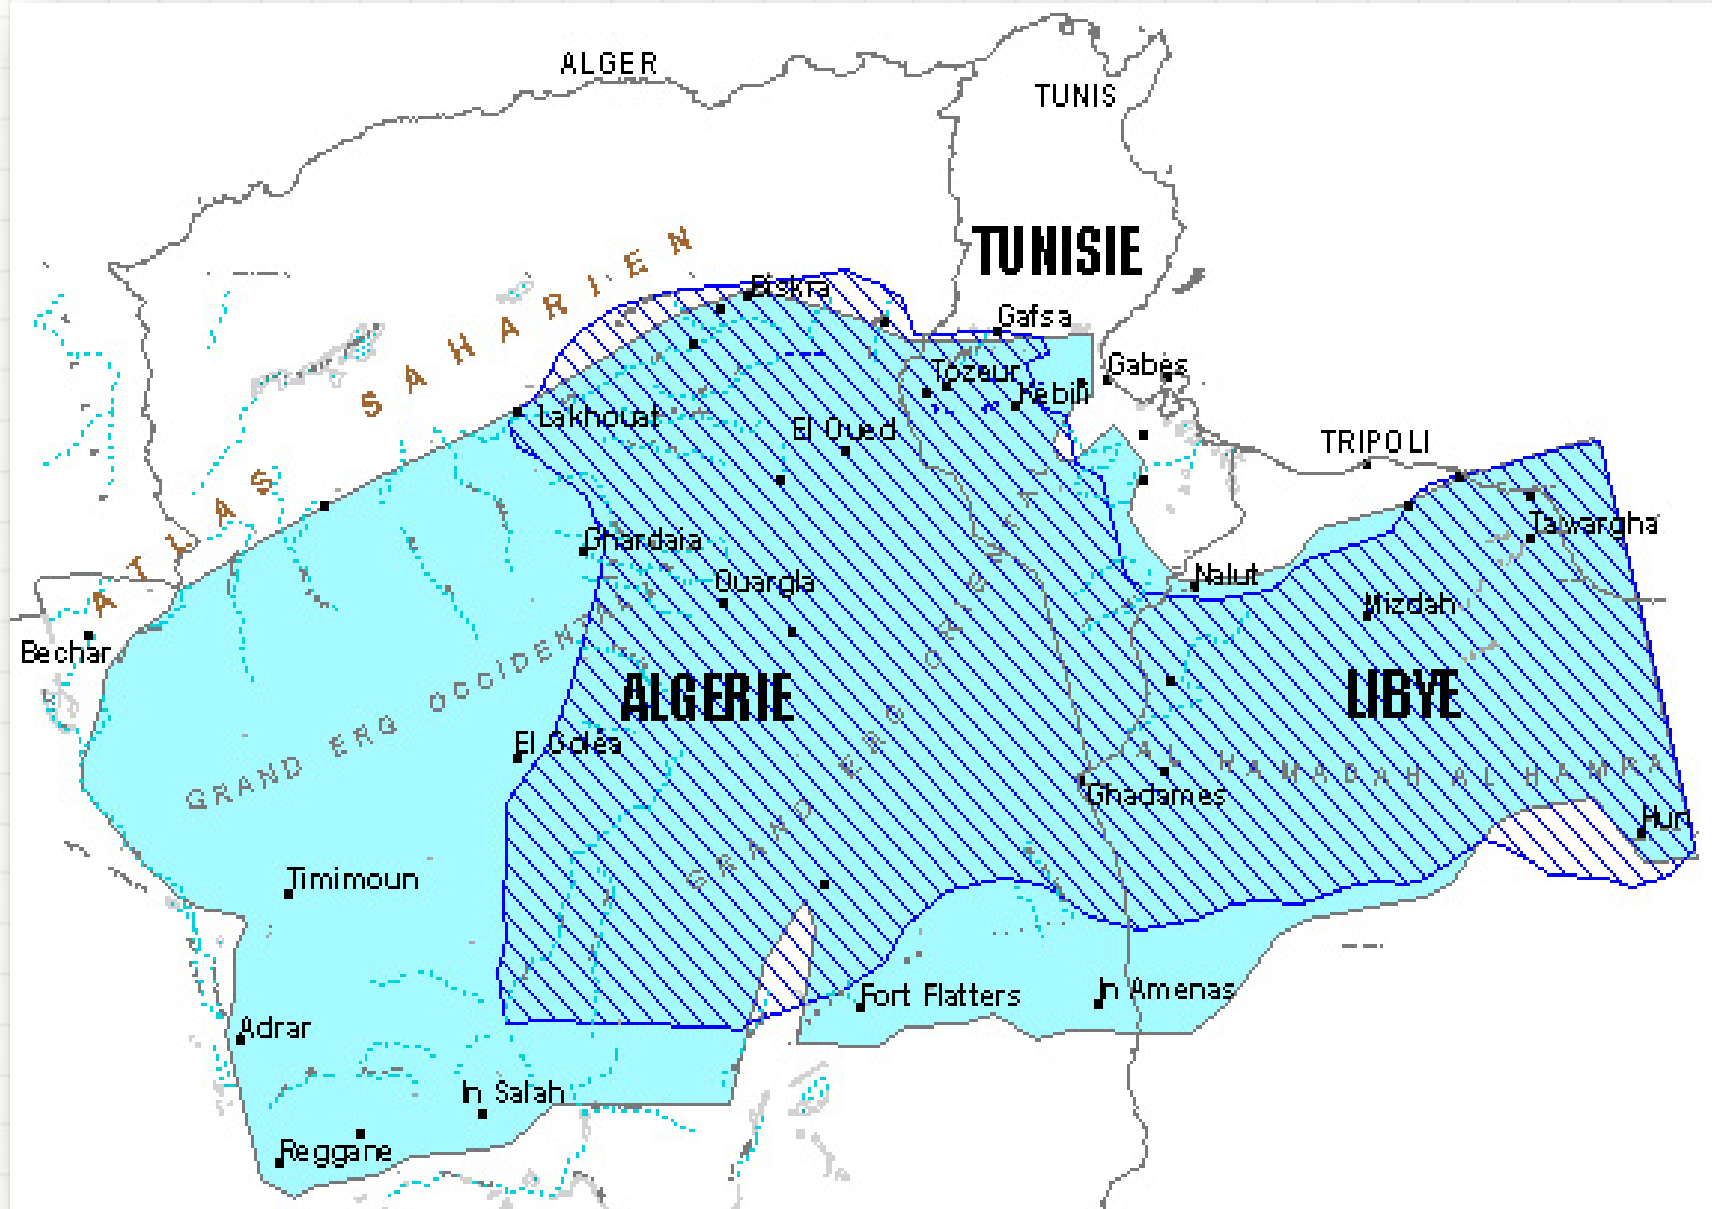 ALGER
TUNIS
TUNISIE
ATLAS SAHARIEN
Biskra
Gafsa
Tozeur
Kebili
Gabès
Lakhouat
El Oued
TRIPOLI
Tawargha
Ghardaia
Ouargla
Nalut
Mizdah
Bechar
GRAND ERG OCCIDENTAL
ALGERIE
LIBYE
GRAND ERG ORIENTAL
El Goléa
AL HAMADAH AL HAMRA
Ghadames
Hun
Timimoun
Fort Flatters
In Amenas
Adrar
In Salah
Reggane